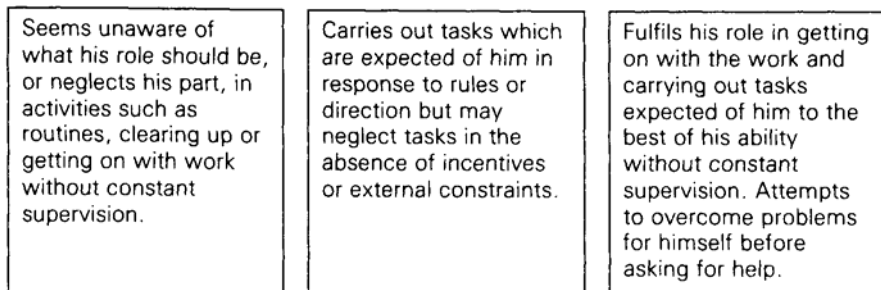 Seems unaware of
what his role should be,
or neglects his part, in
activities such as
routines, clearing up or
getting on with work
without constant
supervision.
Carries out tasks which
are expected of him in
response to rules or
direction but may
neglect tasks in the
absence of incentives
or external constraints.
Fulfils his role in getting
on with the work and
carrying out tasks
expected of him to the
best of his ability
without constant
supervision. Attempts
to overcome problems
for himself before
asking for help.